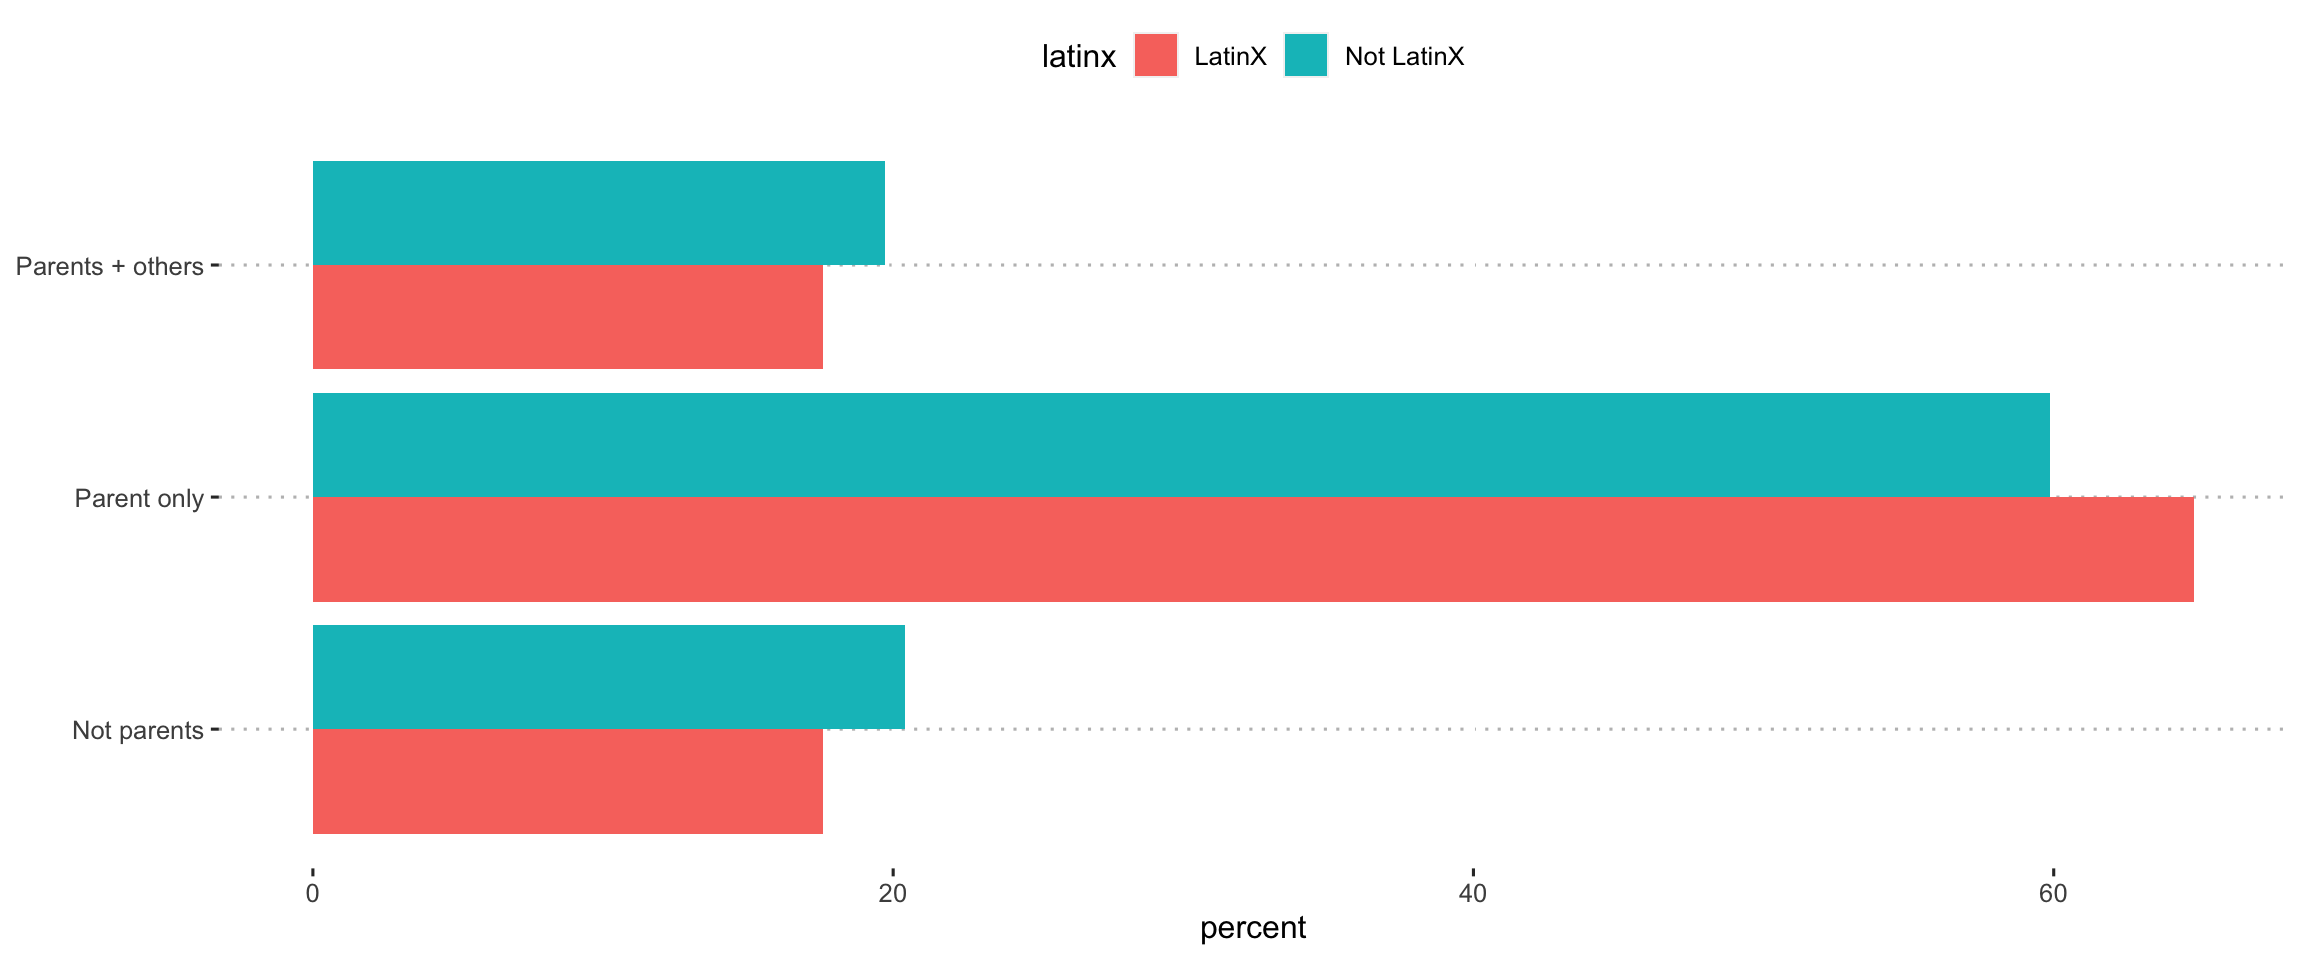 latinx LatinX Not LatinX
Parents + others
Parent only
Not parents
0 20 40 60
percent